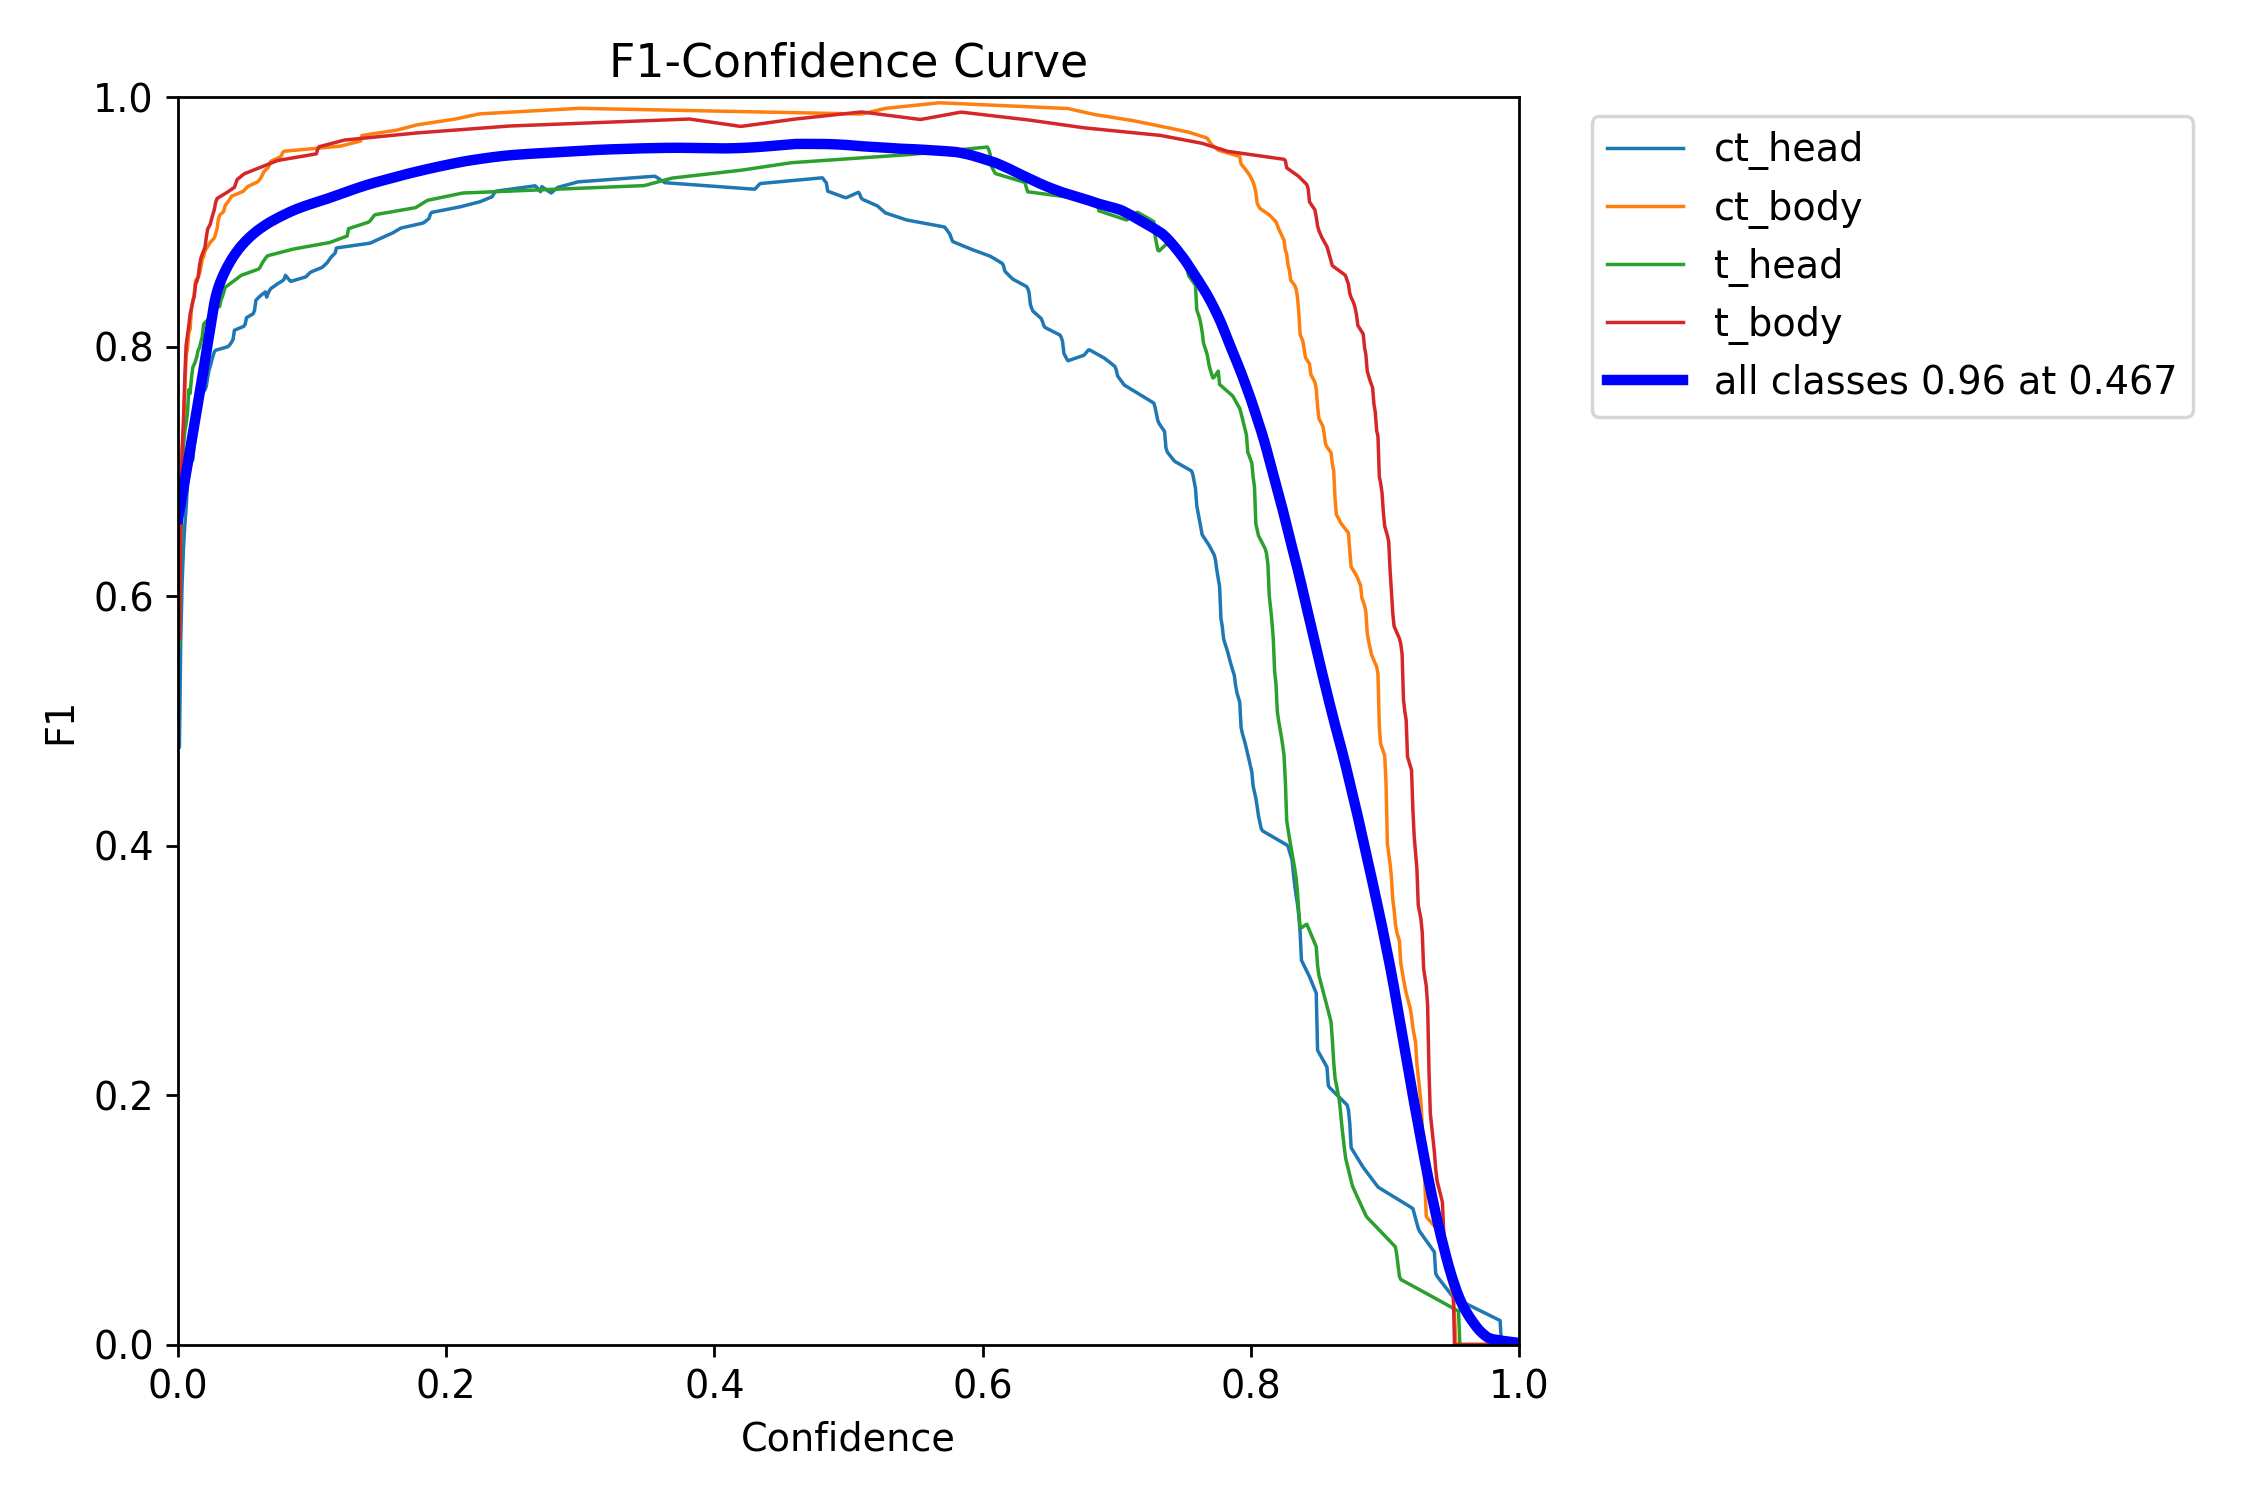 F1-Confidence Curve
1.0
0.8
0.6
0.4
0.2
0.0
F1
0.0 0.2 0.4 0.6 0.8 1.0
Confidence
ct_head
ct_body
t_head
t_body
all classes 0.96 at 0.467